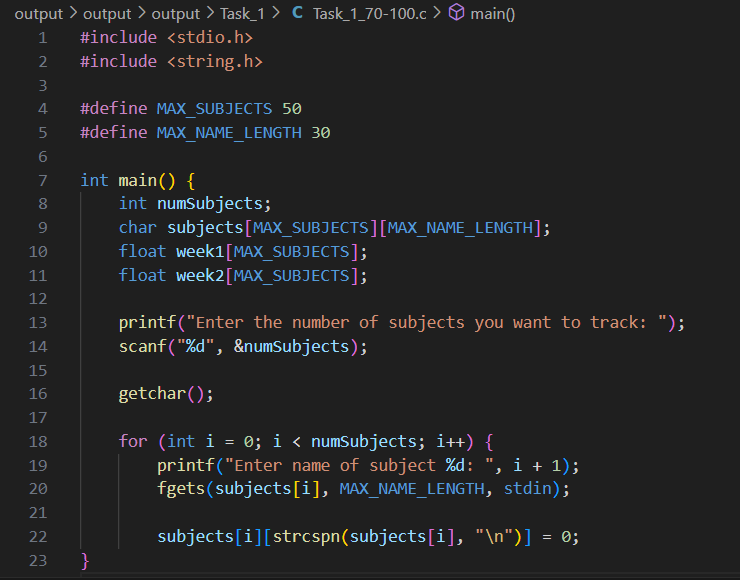 output > output > output > Task_1 > C Task_1_70-100.c > main()
1 #include <stdio.h>
2 #include <string.h>
3
4 #define MAX_SUBJECTS 50
5 #define MAX_NAME_LENGTH 30
6
7 int main() {
8     int numSubjects;
9     char subjects[MAX_SUBJECTS][MAX_NAME_LENGTH];
10     float week1[MAX_SUBJECTS];
11     float week2[MAX_SUBJECTS];
12
13     printf("Enter the number of subjects you want to track: ");
14     scanf("%d", &numSubjects);
15
16     getchar();
17
18     for (int i = 0; i < numSubjects; i++) {
19         printf("Enter name of subject %d: ", i + 1);
20         fgets(subjects[i], MAX_NAME_LENGTH, stdin);
21
22         subjects[i][strcspn(subjects[i], "\n")] = 0;
23 }